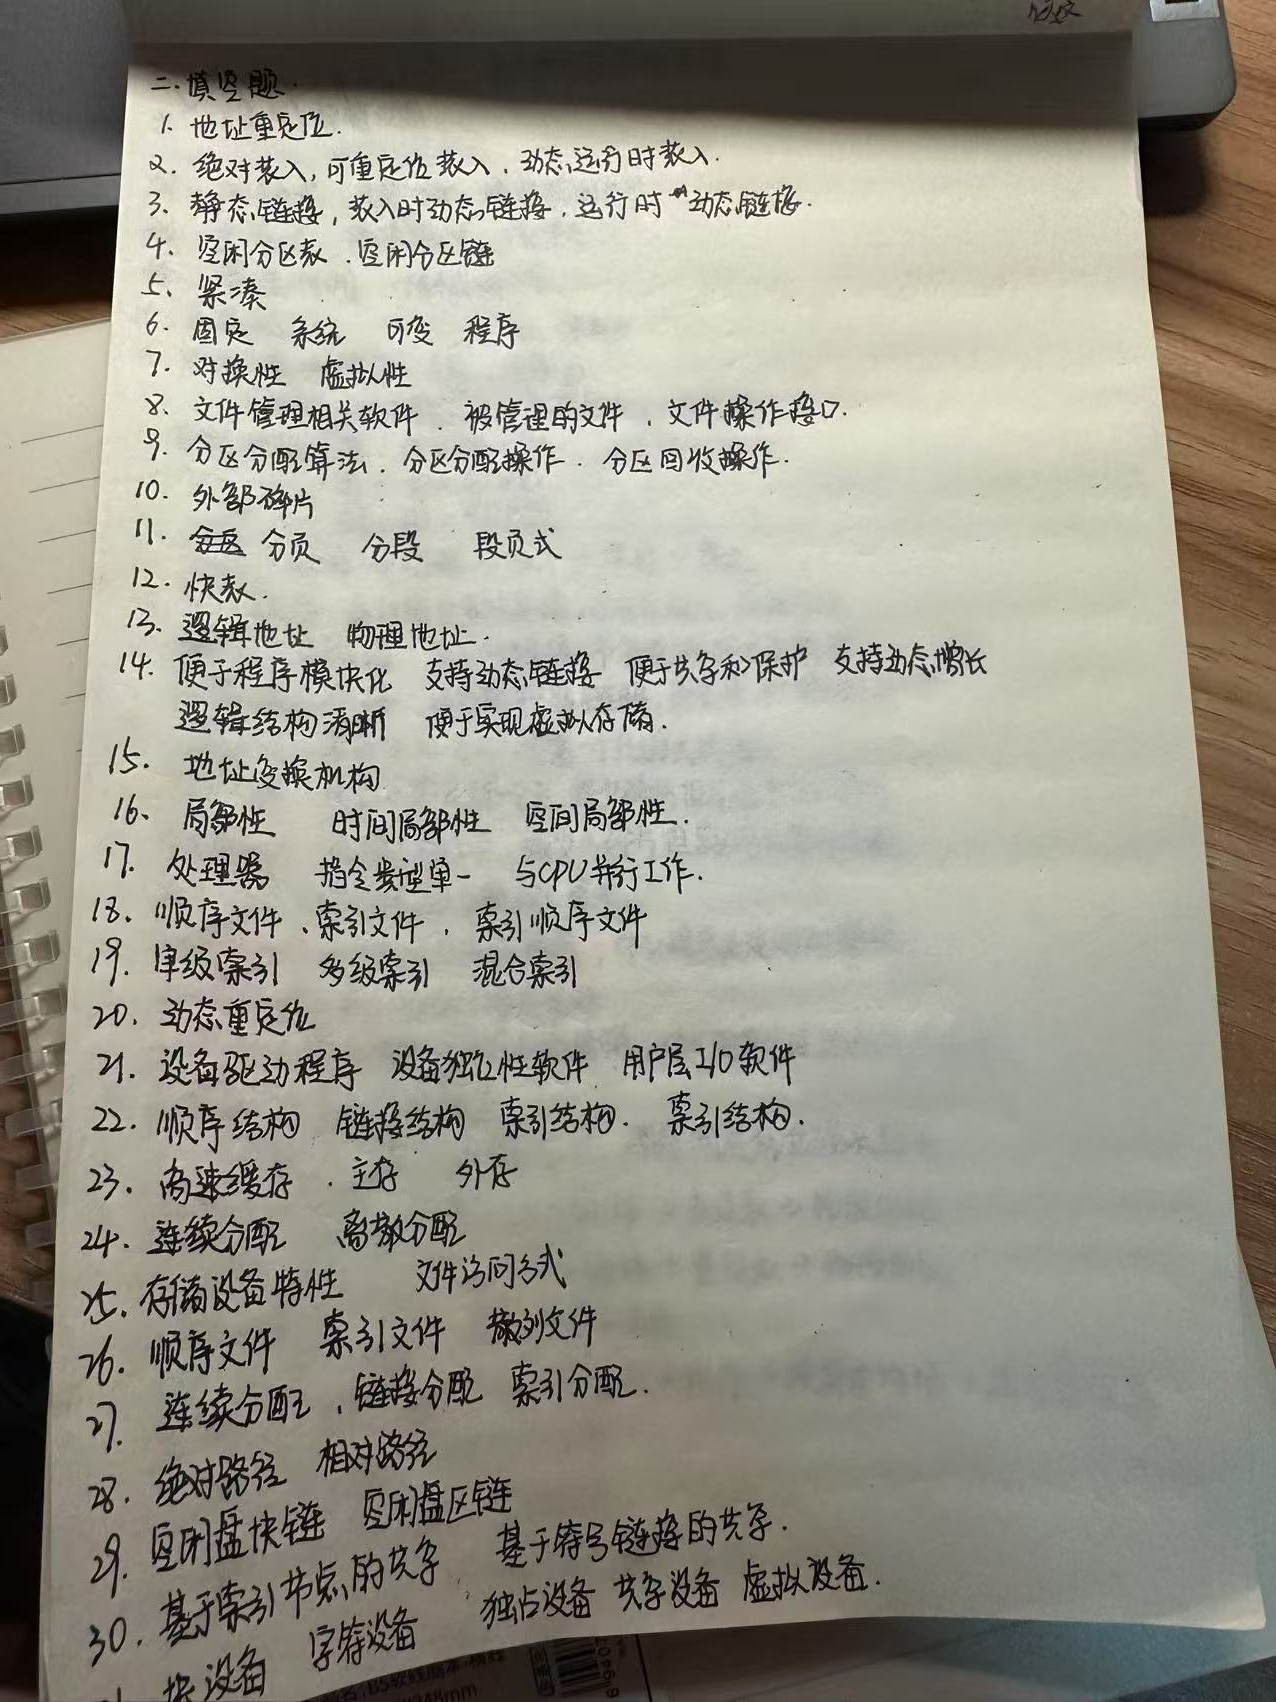 二.填空题.
1. 地址重定位.
2. 绝对装入,可重定位装入、动态运行时装入.
3. 静态链接,装入时动态链接、运行时动态链接.
4. 空闲分区表、空闲分区链
5. 紧凑
6. 固定 系统 可变 程序
7. 对换性 虚拟性
8. 文件管理相关软件、被管理的文件、文件操作接口.
9. 分区分配算法、分区分配操作、分区回收操作.
10. 外部碎片
11. 分页 分段 段页式
12. 快表.
13. 逻辑地址 物理地址.
14. 便于程序模块化 支持动态链接 便于共享和保护 支持动态增长
逻辑结构清晰 便于实现虚拟存储.
15. 地址变换机构
16. 局部性 时间局部性 空间局部性.
17. 处理器 指令类型单一 与CPU并行工作.
18. 顺序文件、索引文件、索引顺序文件
19. 单级索引 多级索引 混合索引
20. 动态重定位
21. 设备驱动程序 设备独立性软件 用户层I/O软件
22. 顺序结构 链接结构 索引结构. 索引结构.
23. 高速缓存、主存 外存
24. 连续分配 离散分配
25. 存储设备特性 文件访问方式
26. 顺序文件 索引文件 散列文件
27. 连续分配、链接分配 索引分配.
28. 绝对路径 相对路径
29. 空闲盘块链 空闲盘区链
30. 基于索引节点的共享 基于符号链接的共享.
块设备 字符设备 独占设备 共享设备 虚拟设备.